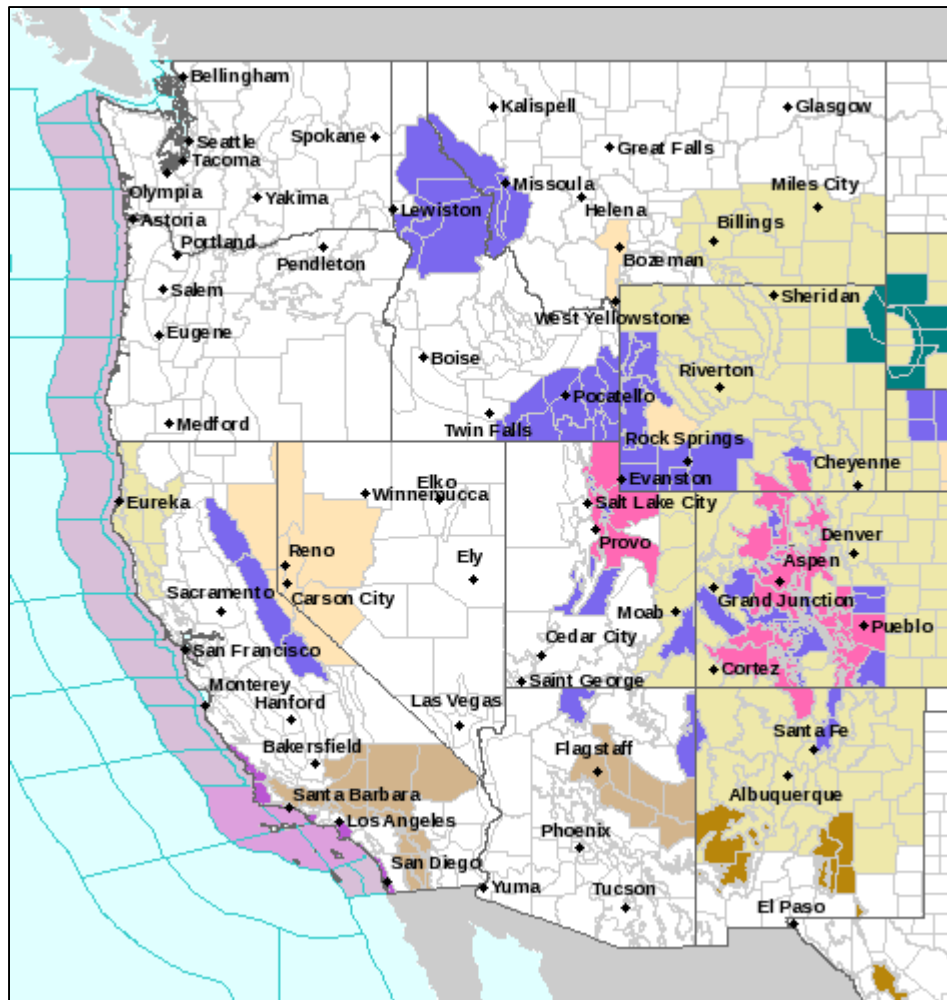 Bellingham
Kalispell
Glasgow
Spokane
Seattle
Great Falls
Tacoma
Olympia
Missoula
Miles City
Yakima
Helena
Lewiston
Astoria
Billings
Portland
Pendleton
Bozeman
Salem
Sheridan
West Yellowstone
Eugene
Boise
Riverton
Pocatello
Medford
Twin Falls
Rock Springs
Cheyenne
Elko
Evanston
Winnemucca
Eureka
Salt Lake City
Provo
Denver
Reno
Ely
Aspen
Sacramento
Carson City
Grand Junction
Moab
Pueblo
Cedar City
San Francisco
Cortez
Saint George
Monterey
Hanford
Las Vegas
Santa Fe
Bakersfield
Flagstaff
Albuquerque
Santa Barbara
Los Angeles
Phoenix
San Diego
Yuma
Tucson
El Paso